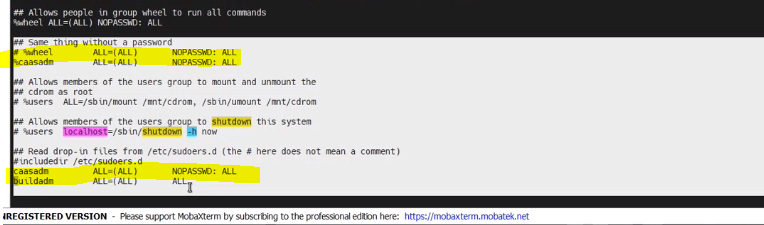 ## Allows people in group wheel to run all commands
%wheel ALL=(ALL) NOPASSWD: ALL
## Same thing without a password
# %wheel ALL=(ALL) NOPASSWD: ALL
%caasadm ALL=(ALL) NOPASSWD: ALL
## Allows members of the users group to mount and unmount the
## cdrom as root
# %users ALL=/sbin/mount /mnt/cdrom, /sbin/umount /mnt/cdrom
## Allows members of the users group to shutdown this system
# %users localhost=/sbin/shutdown -h now
## Read drop-in files from /etc/sudoers.d (the # here does not mean a comment)
#includedir /etc/sudoers.d
caasadm ALL=(ALL) NOPASSWD: ALL
buildadm ALL=(ALL) ALL
NREGISTERED VERSION - Please support MobaXterm by subscribing to the professional edition here: https://mobaxterm.mobatek.net